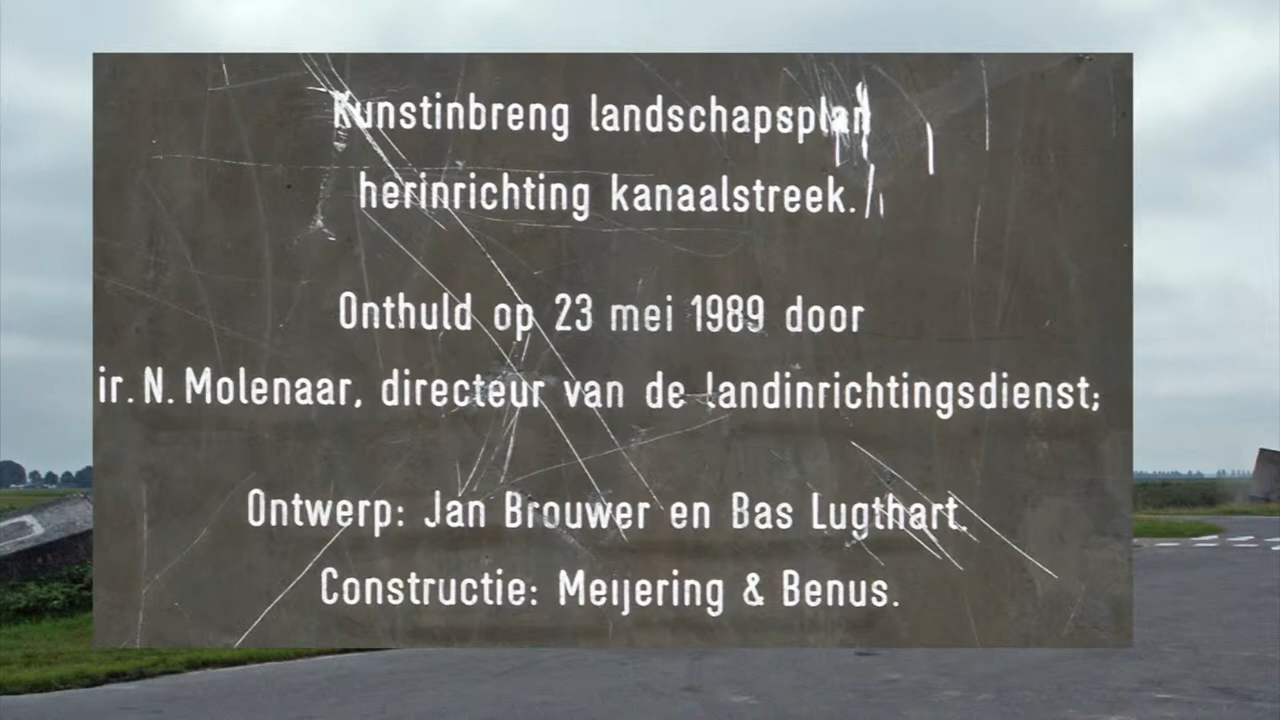 Kunstinbreng landschapsplan
herinrichting kanaalstreek.
Onthuld op 23 mei 1989 door
ir. N. Molenaar, directeur van de landinrichtingsdienst;
Ontwerp: Jan Brouwer en Bas Lugthart.
Constructie: Meijering & Benus.